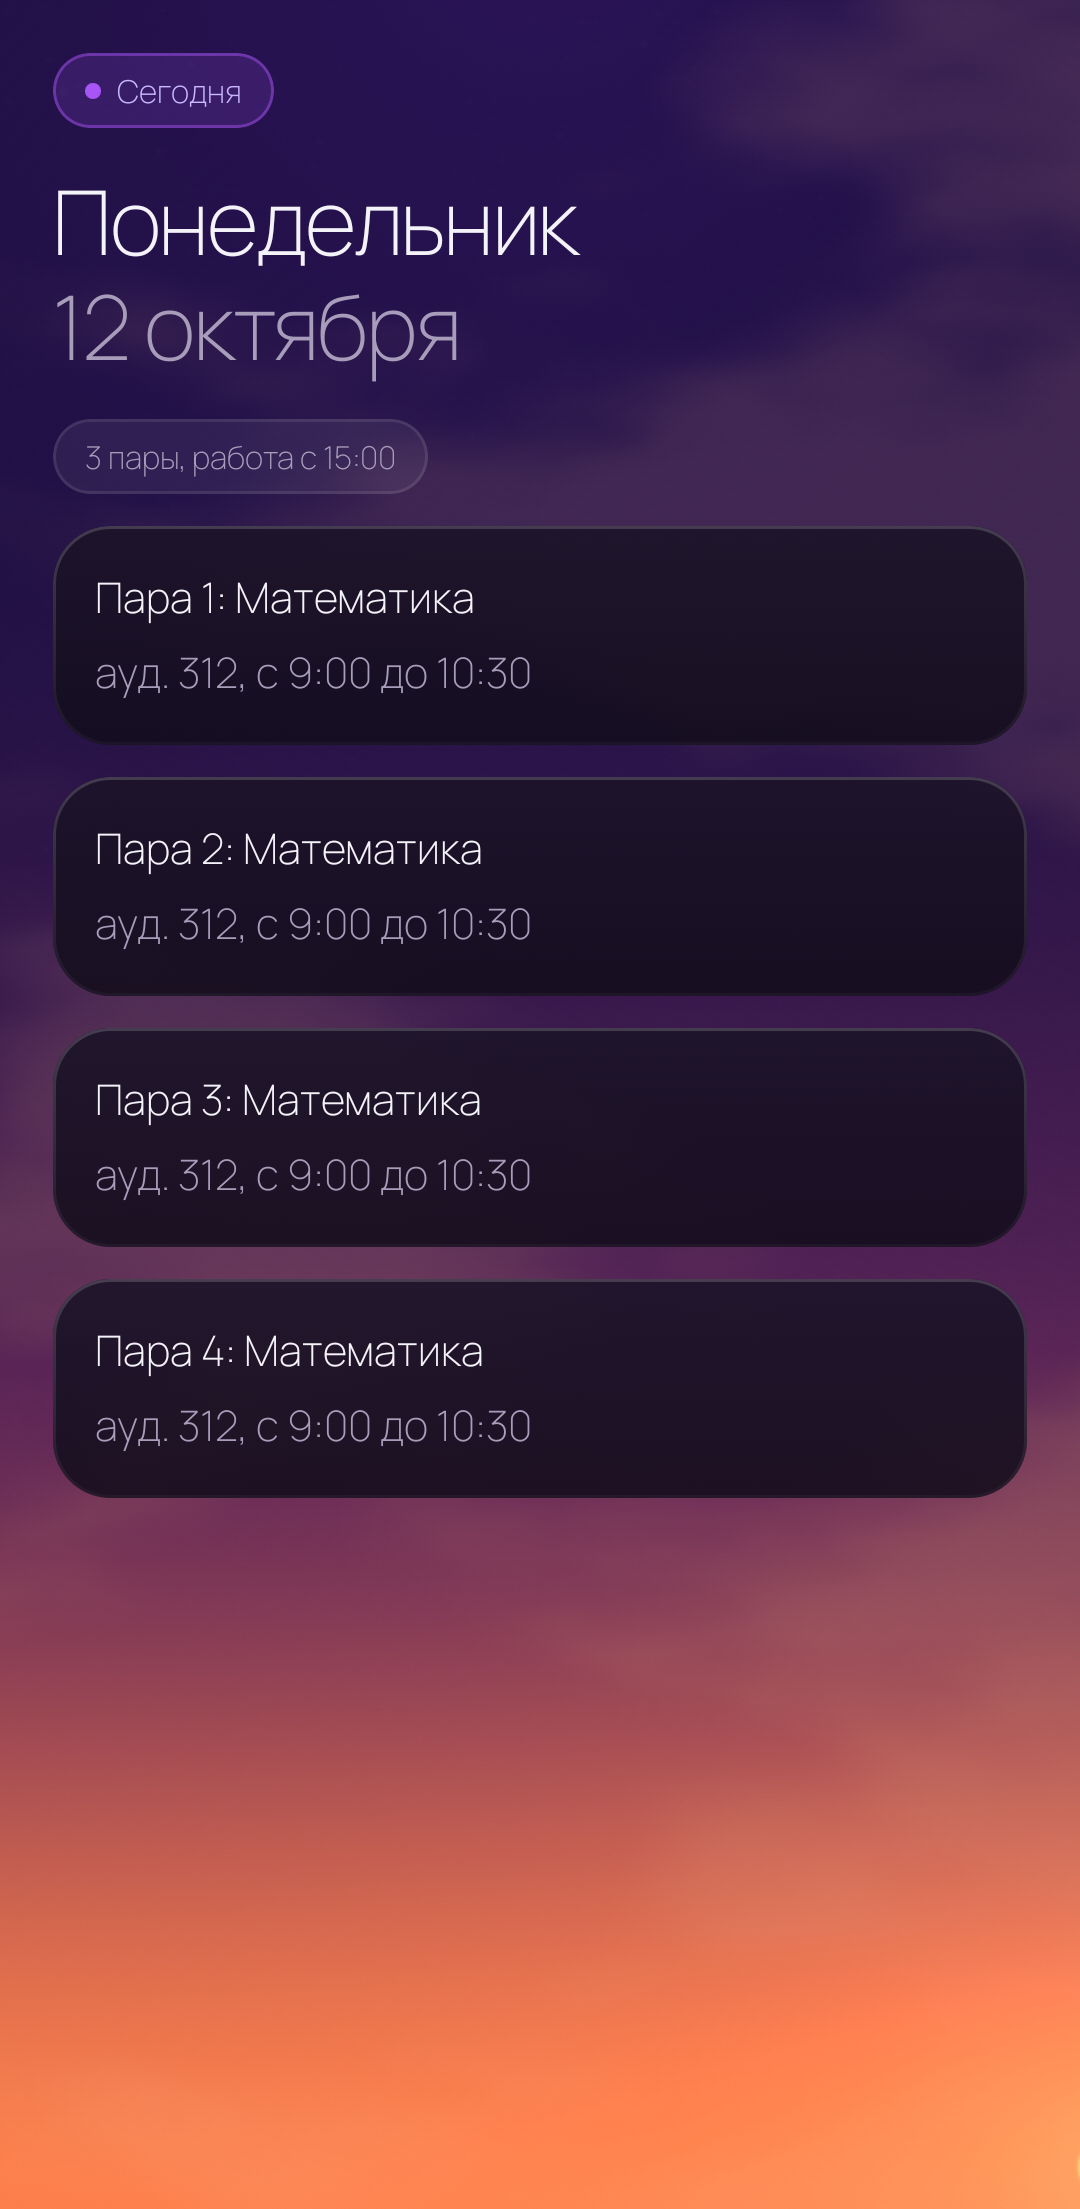 Сегодня
Понедельник
12 октября
3 пары, работа с 15:00
Пара 1: Математика
ауд. 312, с 9:00 до 10:30
Пара 2: Математика
ауд. 312, с 9:00 до 10:30
Пара 3: Математика
ауд. 312, с 9:00 до 10:30
Пара 4: Математика
ауд. 312, с 9:00 до 10:30